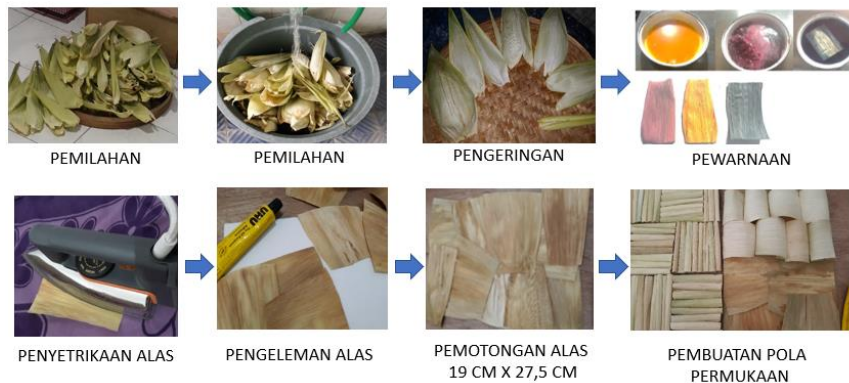 PEMILAHAN
PEMILAHAN
PENGERINGAN
PEWARNAAN
UHU
PENYETRIKAAN ALAS
PENGELEMAN ALAS
PEMOTONGAN ALAS
19 CM X 27,5 CM
PEMBUATAN POLA
PERMUKAAN